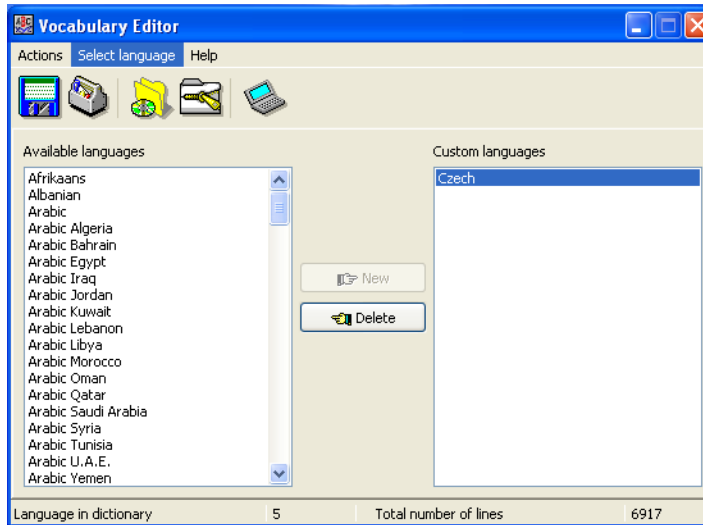 Vocabulary Editor
Actions Select language Help
Available languages
Custom languages
Afrikaans
Albanian
Arabic
Arabic Algeria
Arabic Bahrain
Arabic Egypt
Arabic Iraq
Arabic Jordan
Arabic Kuwait
Arabic Lebanon
Arabic Libya
Arabic Morocco
Arabic Oman
Arabic Qatar
Arabic Saudi Arabia
Arabic Syria
Arabic Tunisia
Arabic U.A.E.
Arabic Yemen
New
Delete
Czech
Language in dictionary 5 Total number of lines 6917